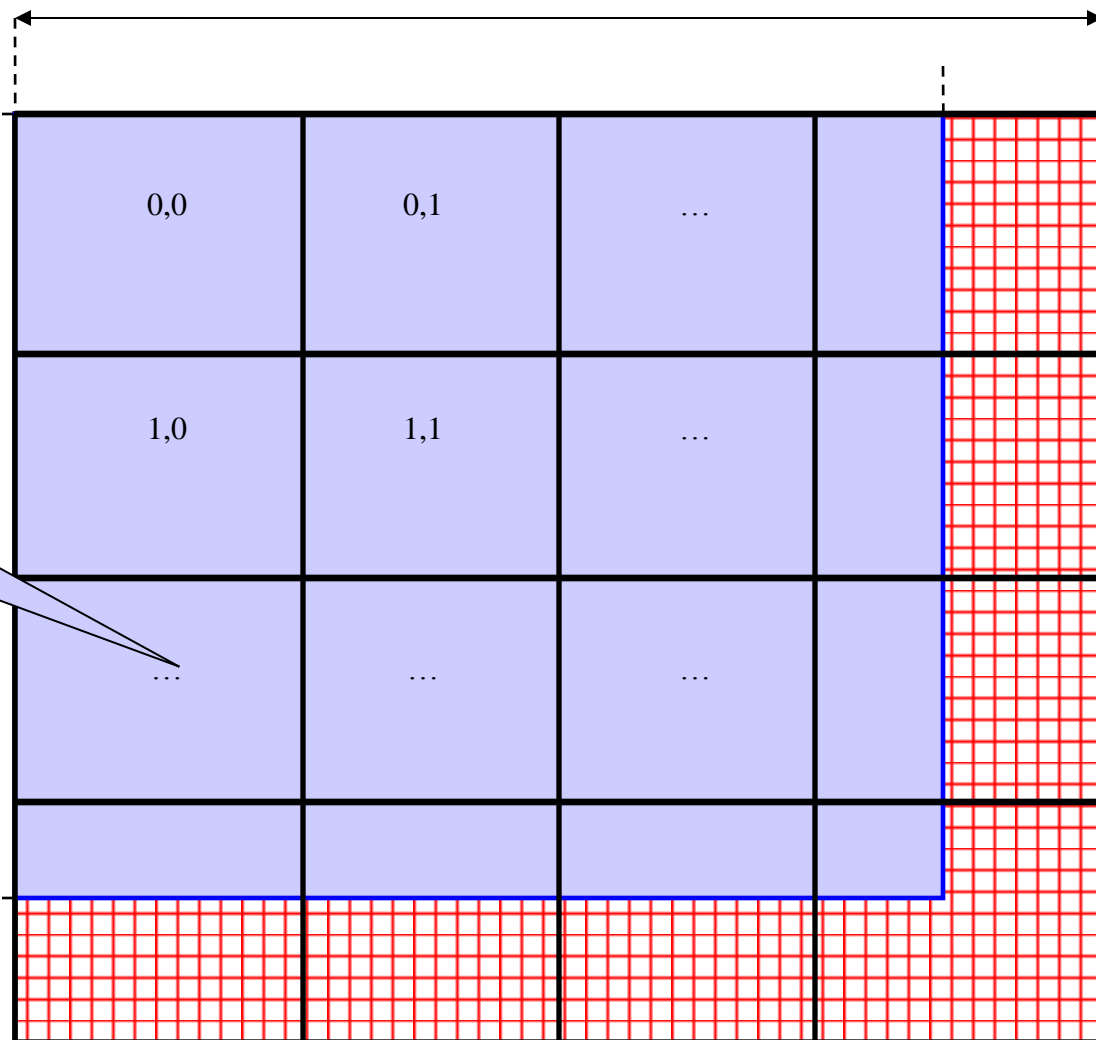 0,0 0,1 …
1,0 1,1 …
… … …